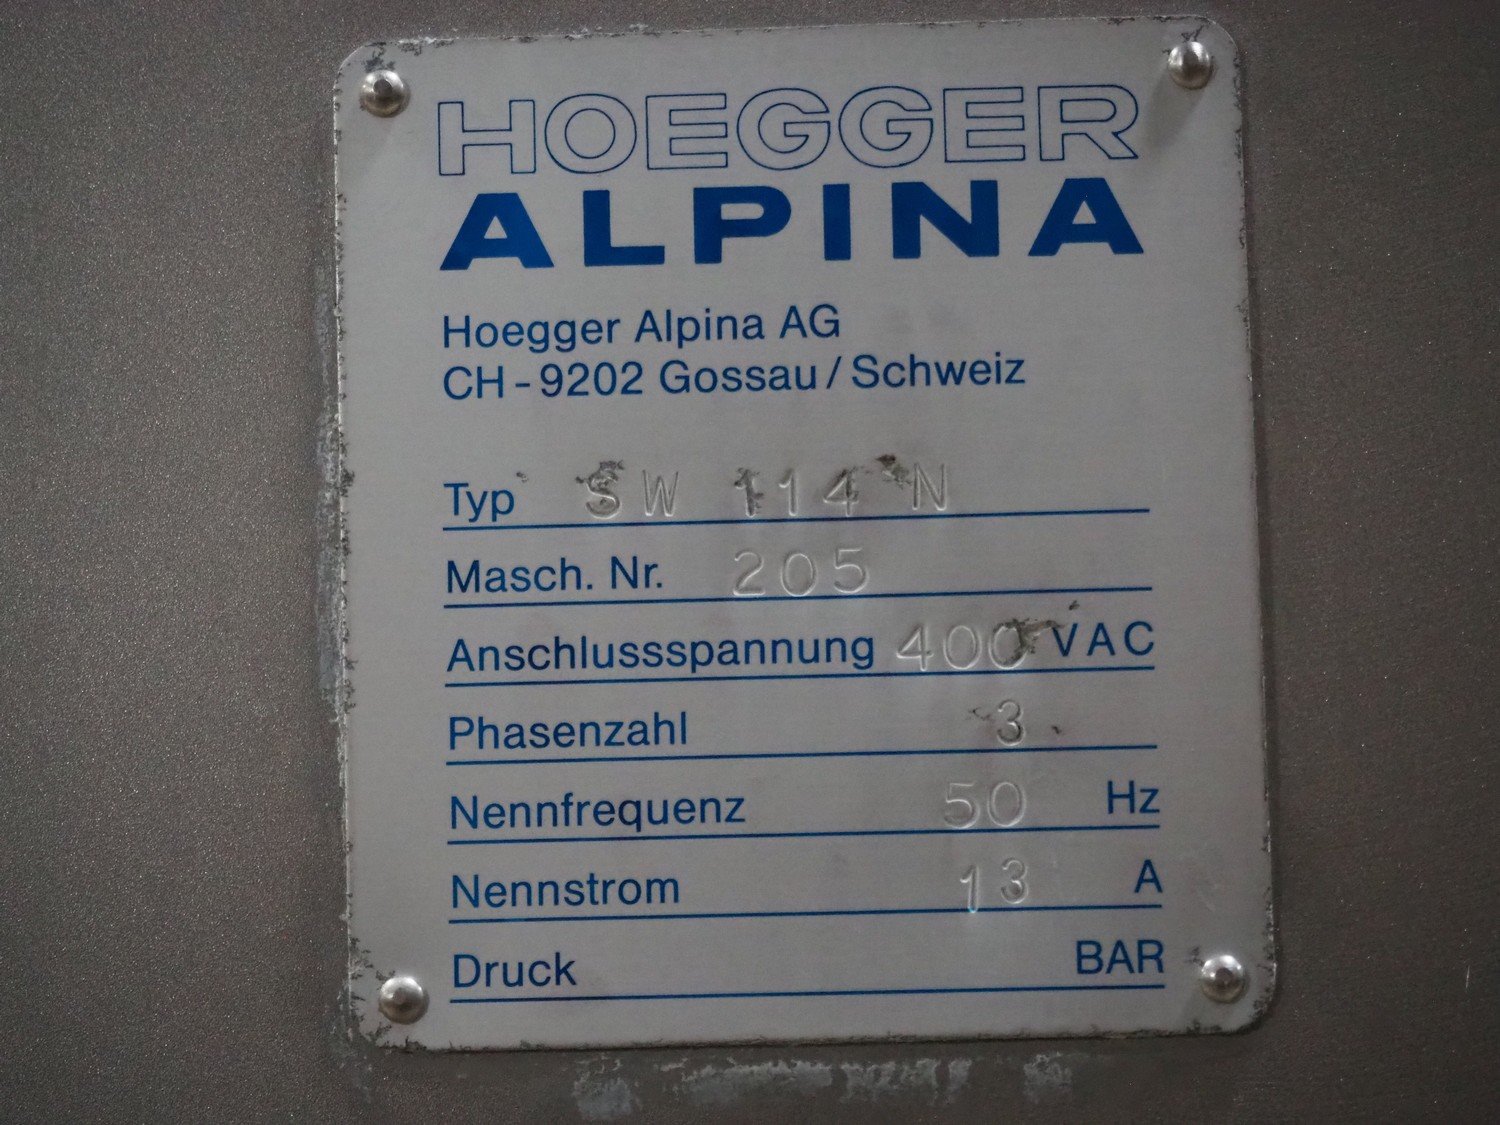 HOEGGER
ALPINA
Hoegger Alpina AG
CH-9202 Gossau/Schweiz
Typ SW 114 N
Masch. Nr. 205
Anschlussspannung 400 VAC
Phasenzahl 3
Nennfrequenz 50 Hz
Nennstrom 13 A
Druck BAR